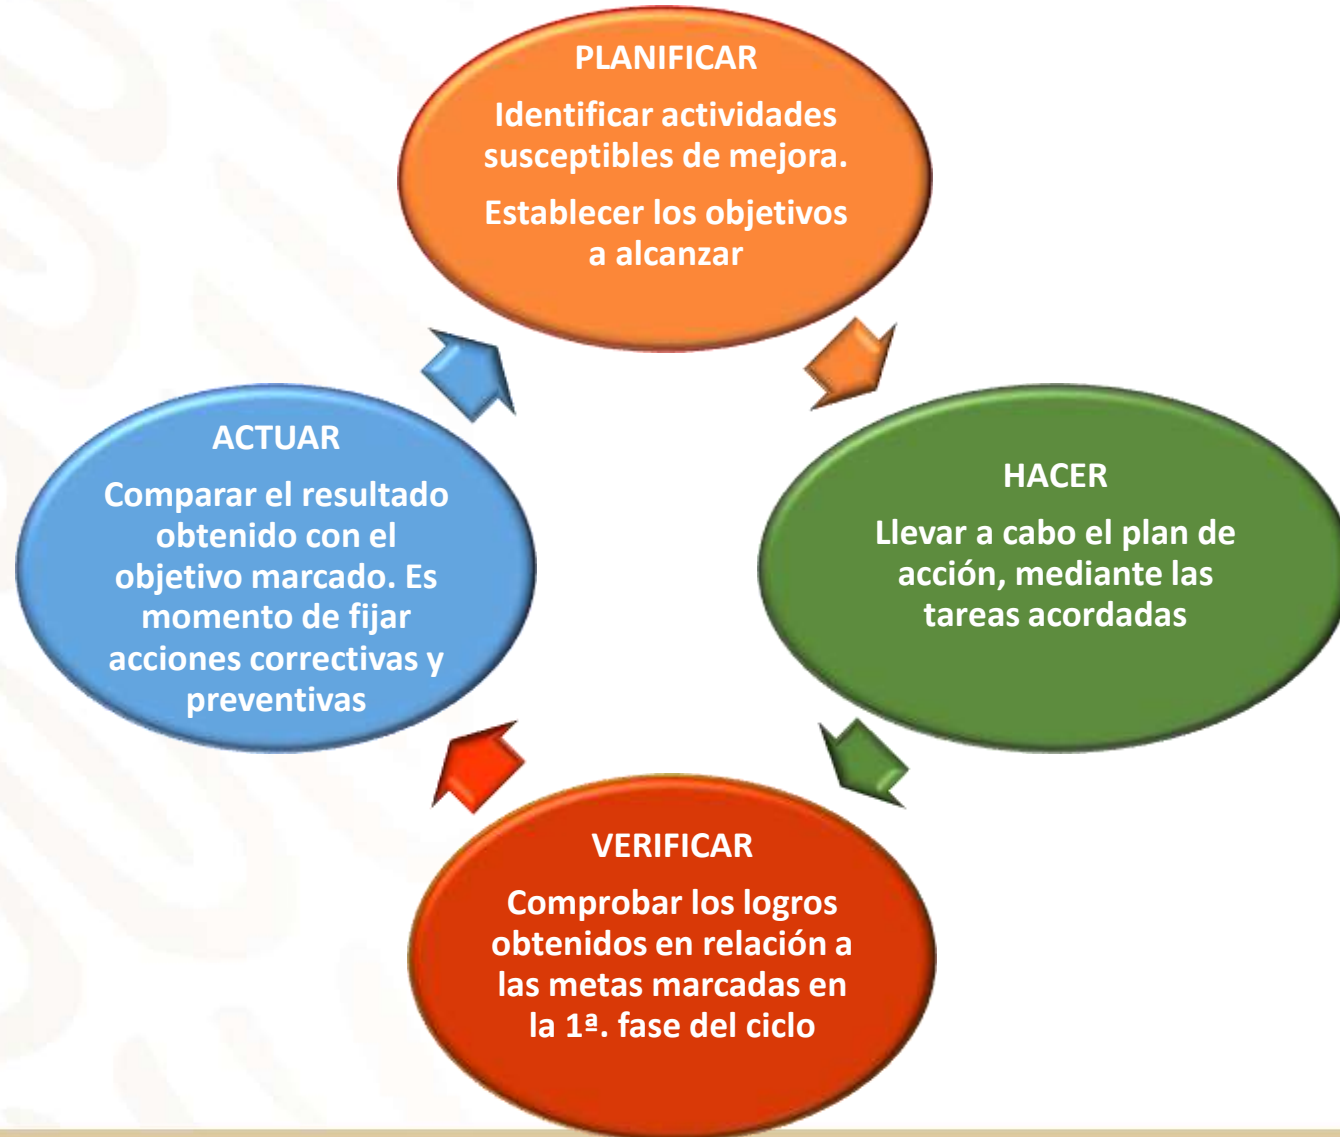 PLANIFICAR
Identificar actividades
susceptibles de mejora.
Establecer los objetivos
a alcanzar
HACER
Llevar a cabo el plan de
acción, mediante las
tareas acordadas
VERIFICAR
Comprobar los logros
obtenidos en relación a
las metas marcadas en
la 1ª. fase del ciclo
ACTUAR
Comparar el resultado
obtenido con el
objetivo marcado. Es
momento de fijar
acciones correctivas y
preventivas